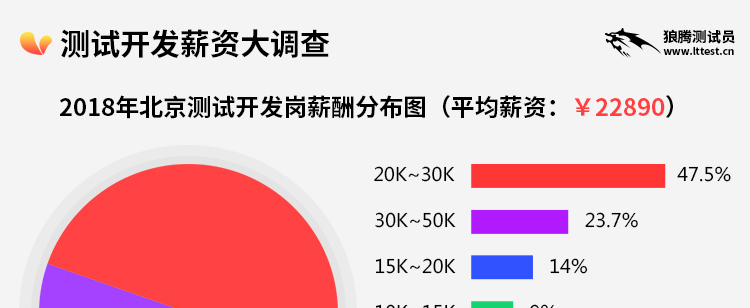 测试开发薪资大调查
狼腾测试员
www.lttest.cn
2018年北京测试开发岗薪酬分布图（平均薪资：￥22890）
20K~30K 47.5%
30K~50K 23.7%
15K~20K 14%